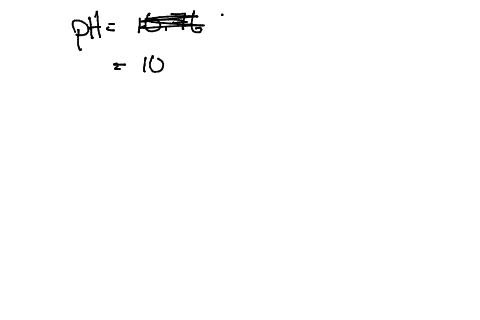 pH =
= 10